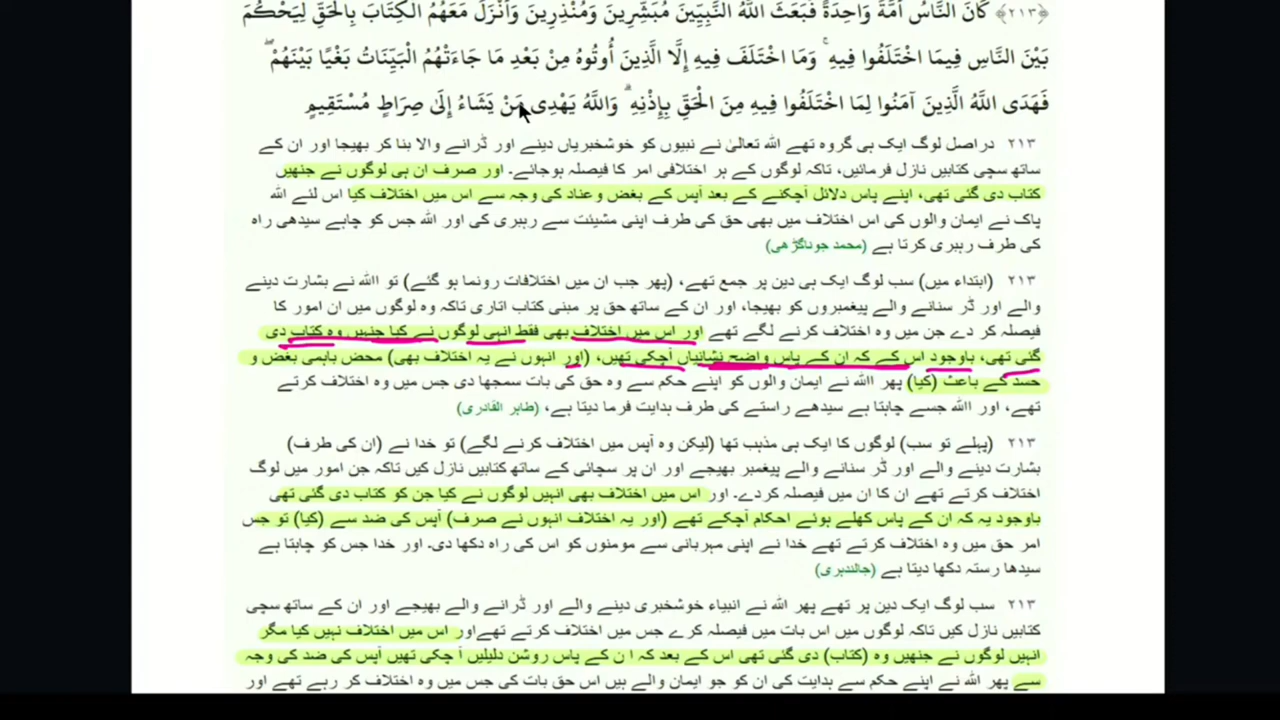 ﴿٢١٣﴾ كَانَ النَّاسُ أُمَّةً وَاحِدَةً فَبَعَثَ اللَّهُ النَّبِيِّينَ مُبَشِّرِينَ وَمُنْذِرِينَ وَأَنْزَلَ مَعَهُمُ الْكِتَابَ بِالْحَقِّ لِيَحْكُمَ
بَيْنَ النَّاسِ فِيمَا اخْتَلَفُوا فِيهِ ۚ وَمَا اخْتَلَفَ فِيهِ إِلَّا الَّذِينَ أُوتُوهُ مِنْ بَعْدِ مَا جَاءَتْهُمُ الْبَيِّنَاتُ بَغْيًا بَيْنَهُمْ ۖ
فَهَدَى اللَّهُ الَّذِينَ آمَنُوا لِمَا اخْتَلَفُوا فِيهِ مِنَ الْحَقِّ بِإِذْنِهِ ۗ وَاللَّهُ يَهْدِي مَنْ يَشَاءُ إِلَىٰ صِرَاطٍ مُسْتَقِيمٍ
٢١٣ دراصل لوگ ایک ہی گروہ تھے اللہ تعالیٰ نے نبیوں کو خوشخبریاں دینے اور ڈرانے والا بنا کر بھیجا اور ان کے
ساتھ سچی کتابیں نازل فرمائیں، تاکہ لوگوں کے ہر اختلافی امر کا فیصلہ ہوجائے۔ اور صرف ان ہی لوگوں نے جنھیں
کتاب دی گئی تھی، اپنے پاس دلائل آچکنے کے بعد آپس کے بغض وعناد کی وجہ سے اس میں اختلاف کیا اس لئے اللہ
پاک نے ایمان والوں کی اس اختلاف میں بھی حق کی طرف اپنی مشیئت سے رہبری کی اور اللہ جس کو چاہے سیدھی راہ
کی طرف رہبری کرتا ہے (محمد جوناگڑھی)
٢١٣ (ابتداء میں) سب لوگ ایک ہی دین پر جمع تھے، (پھر جب ان میں اختلافات رونما ہو گئے) تو اﷲ نے بشارت دینے
والے اور ڈر سنانے والے پیغمبروں کو بھیجا، اور ان کے ساتھ حق پر مبنی کتاب اتاری تاکہ وہ لوگوں میں ان امور کا
فیصلہ کر دے جن میں وہ اختلاف کرنے لگے تھے اور اس میں اختلاف بھی فقط انہی لوگوں نے کیا جنہیں وہ کتاب دی
گئی تھی، باوجود اس کے کہ ان کے پاس واضح نشانیاں آچکی تھیں، (اور انہوں نے یہ اختلاف بھی) محض باہمی بغض و
حسد کے باعث (کیا) پھر اﷲ نے ایمان والوں کو اپنے حکم سے وہ حق کی بات سمجھا دی جس میں وہ اختلاف کرتے
تھے، اور اﷲ جسے چاہتا ہے سیدھے راستے کی طرف ہدایت فرما دیتا ہے، (طاہر القادری)
٢١٣ (پہلے تو سب) لوگوں کا ایک ہی مذہب تھا (لیکن وہ آپس میں اختلاف کرنے لگے) تو خدا نے (ان کی طرف)
بشارت دینے والے اور ڈر سنانے والے پیغمبر بھیجے اور ان پر سچائی کے ساتھ کتابیں نازل کیں تاکہ جن امور میں لوگ
اختلاف کرتے تھے ان کا ان میں فیصلہ کردے۔ اور اس میں اختلاف بھی انہیں لوگوں نے کیا جن کو کتاب دی گئی تھی
باوجود یہ کہ ان کے پاس کھلے ہوئے احکام آچکے تھے (اور یہ اختلاف انہوں نے صرف) آپس کی ضد سے (کیا) تو جس
امر حق میں وہ اختلاف کرتے تھے خدا نے اپنی مہربانی سے مومنوں کو اس کی راہ دکھا دی۔ اور خدا جس کو چاہتا ہے
سیدھا رستہ دکھا دیتا ہے (جالندہری)
٢١٣ سب لوگ ایک دین پر تھے پھر اللہ نے انبیاء خوشخبری دینے والے اور ڈرانے والے بھیجے اور ان کے ساتھ سچی
کتابیں نازل کیں تاکہ لوگوں میں اس بات میں فیصلہ کرے جس میں اختلاف کرتے تھےاور اس میں اختلاف نہیں کیا مگر
انہیں لوگوں نے جنھیں وہ (کتاب) دی گئی تھی اس کے بعد کہ ا ن کے پاس روشن دلیلیں آ چکی تھیں آپس کی ضد کی وجہ
سے پھر اللہ نے اپنے حکم سے ہدایت کی ان کو جو ایمان والے ہیں اس حق بات کی جس میں وہ اختلاف کر رہے تھے اور